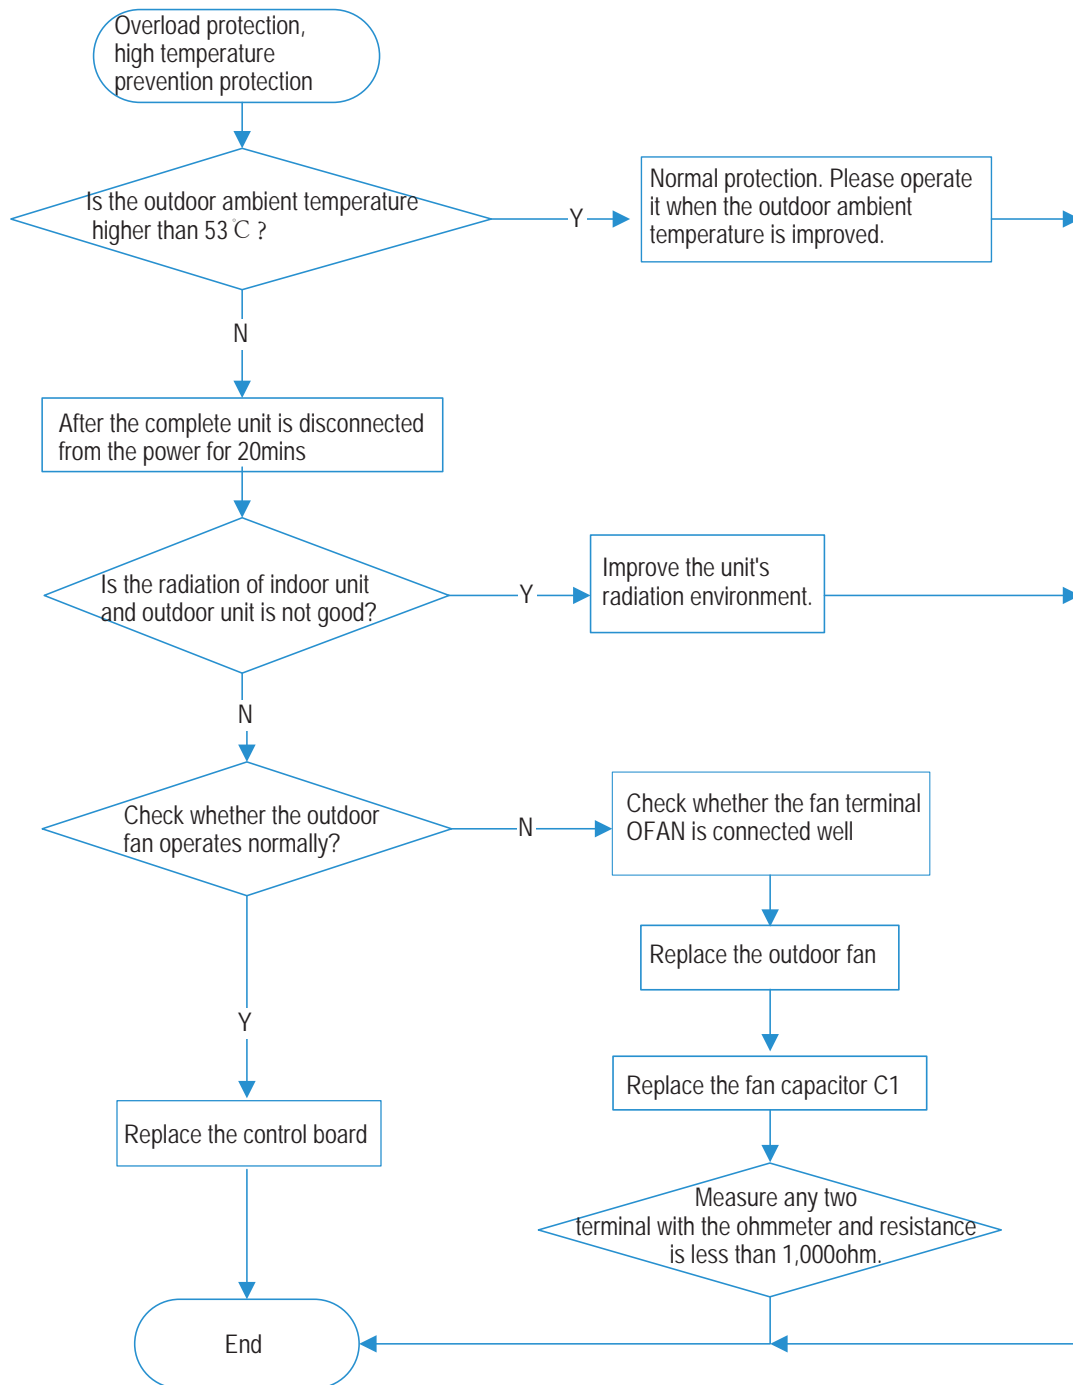 Overload protection,
high temperature
prevention protection
Is the outdoor ambient temperature
higher than 53℃ ?
Y
Normal protection. Please operate
it when the outdoor ambient
temperature is improved.
N
After the complete unit is disconnected
from the power for 20mins
Is the radiation of indoor unit
and outdoor unit is not good?
Y
Improve the unit's
radiation environment.
N
Check whether the outdoor
fan operates normally?
N
Check whether the fan terminal
OFAN is connected well
Replace the outdoor fan
Y
Replace the fan capacitor C1
Replace the control board
Measure any two
terminal with the ohmmeter and resistance
is less than 1,000ohm.
End